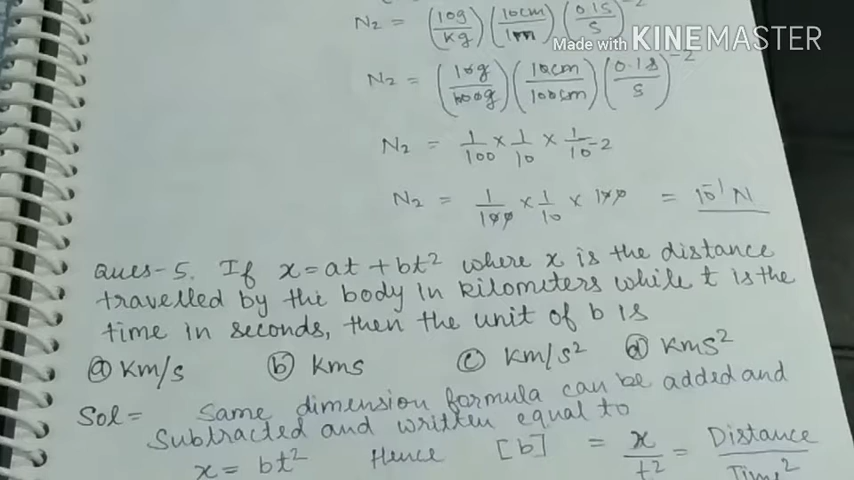 N₂ = (10g/kg) (10cm/1m) (0.1s/s)⁻²
Made with KINEMASTER
N₂ = (10g/1000g) (10cm/100cm) (0.1s/s)⁻²
N₂ = 1/100 × 1/10 × 1/10⁻²
N₂ = 1/100 × 1/10 × 100 = 10⁻¹ N
Ques-5. If x = at + bt² where x is the distance
travelled by the body in kilometers while t is the
time in seconds, then the unit of b is
(a) km/s (b) kms (c) km/s² (d) kms²
Sol= Same dimension formula can be added and
subtracted and written equal to
x = bt² Hence [b] = x/t² = Distance/Time²